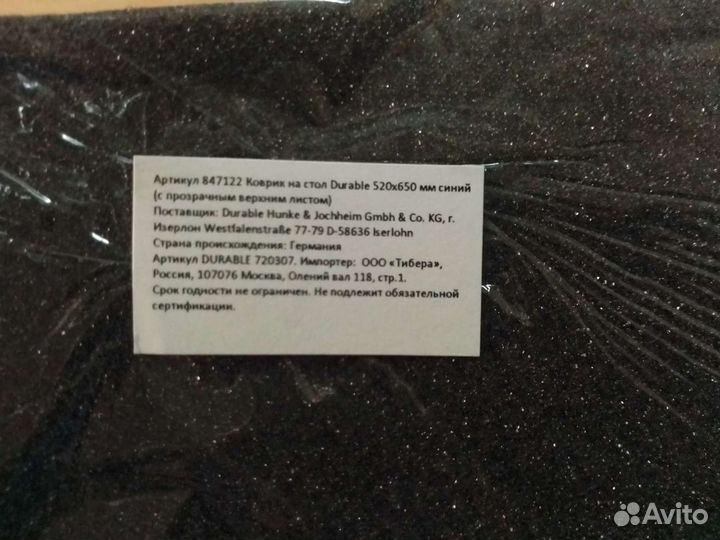 Артикул 847122 Коврик на стол Durable 520х650 мм синий
(с прозрачным верхним листом)
Поставщик: Durable Hunke & Jochheim Gmbh & Co. KG, г.
Изерлон Westfalenstraße 77-79 D-58636 Iserlohn
Страна происхождения: Германия
Артикул DURABLE 720307. Импортер: ООО «Тибера»,
Россия, 107076 Москва, Олений вал 118, стр.1.
Срок годности не ограничен. Не подлежит обязательной
сертификации.
Avito